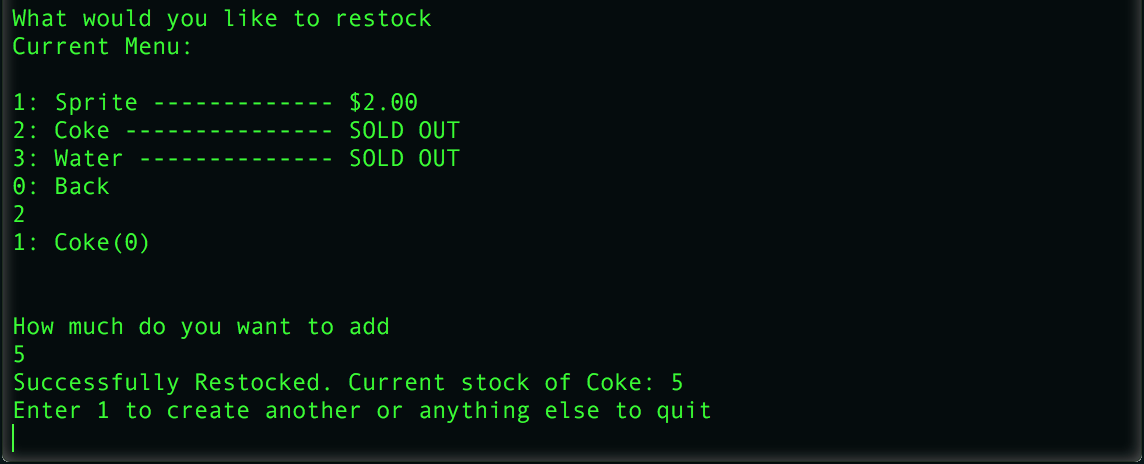 What would you like to restock
Current Menu:
1: Sprite ------------- $2.00
2: Coke --------------- SOLD OUT
3: Water -------------- SOLD OUT
0: Back
2
1: Coke(0)
How much do you want to add
5
Successfully Restocked. Current stock of Coke: 5
Enter 1 to create another or anything else to quit